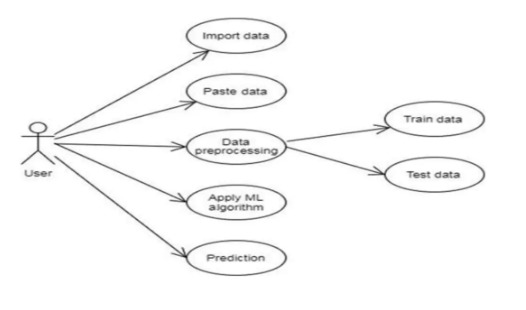 Import data
Paste data
Data
preprocessing
Train data
Test data
User
Apply ML
algorithm
Prediction